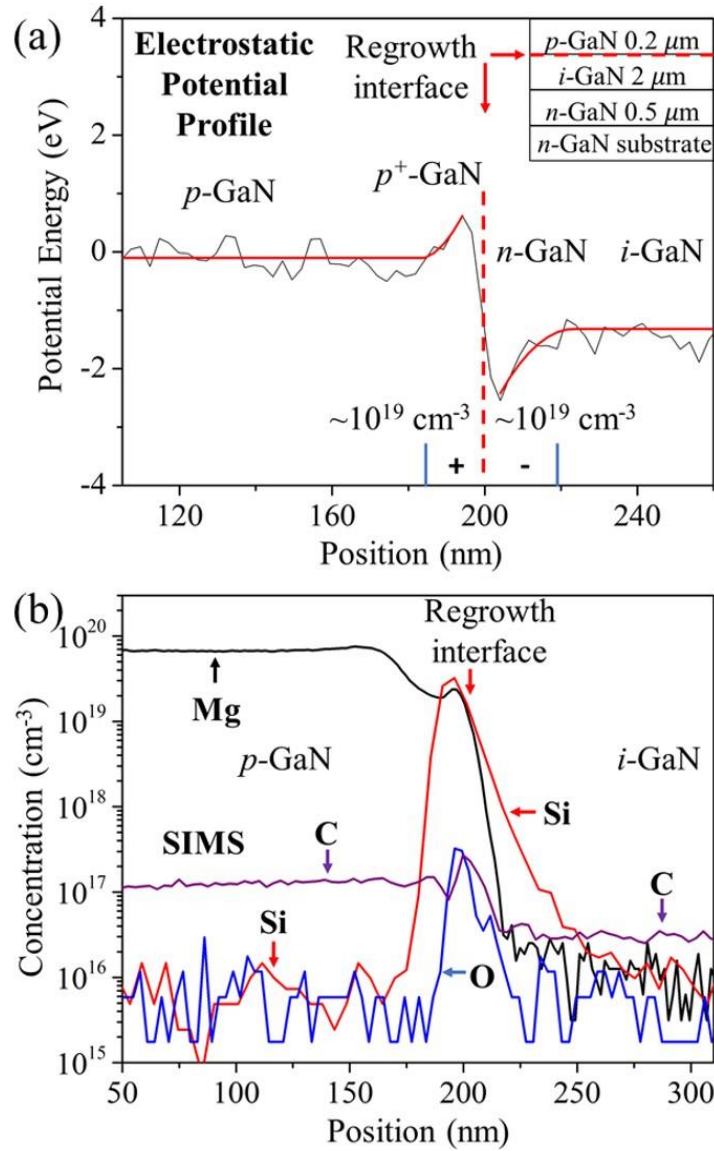 (a)
Electrostatic
Potential
Profile
Regrowth
interface
p-GaN 0.2 μm
i-GaN 2 μm
n-GaN 0.5 μm
n-GaN substrate
p-GaN
p⁺-GaN
n-GaN
i-GaN
~10¹⁹ cm⁻³
~10¹⁹ cm⁻³
+
-
Potential Energy (eV)
4
2
0
-2
-4
120 160 200 240
Position (nm)
(b)
Regrowth
interface
Mg
p-GaN
i-GaN
SIMS
C
Si
C
Si
O
Concentration (cm⁻³)
10²⁰
10¹⁹
10¹⁸
10¹⁷
10¹⁶
10¹⁵
50 100 150 200 250 300
Position (nm)